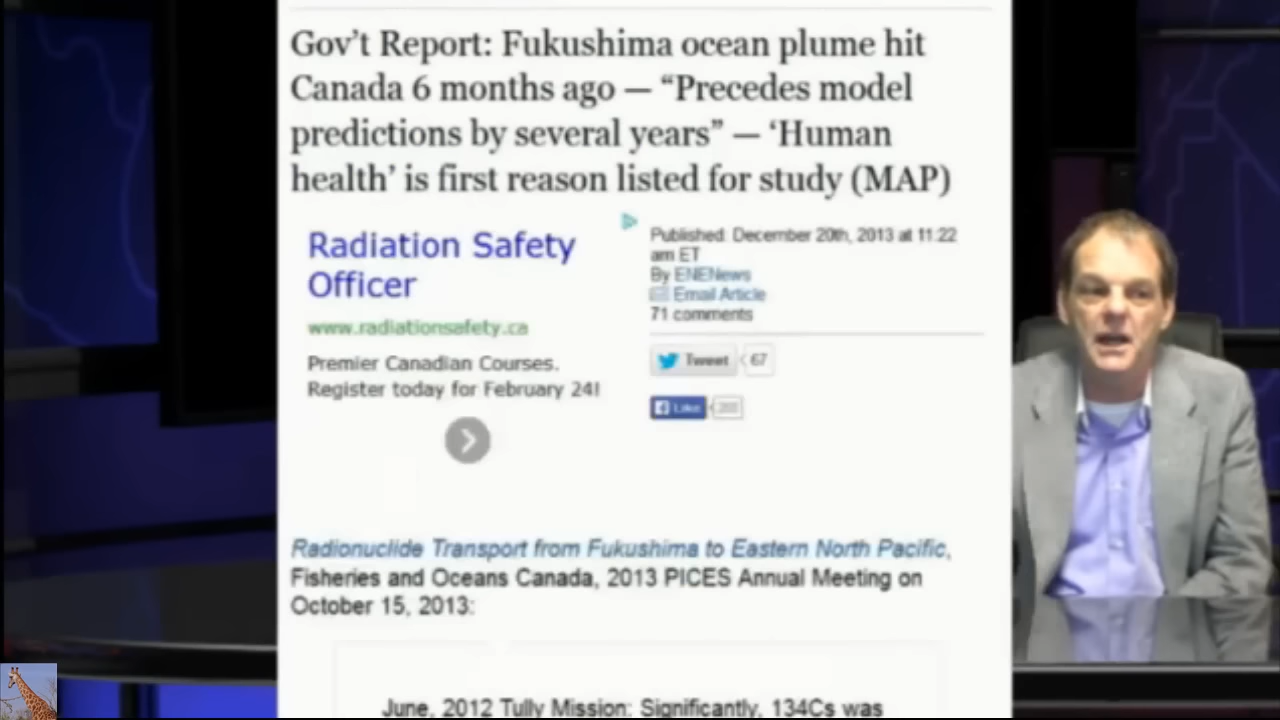 Gov’t Report: Fukushima ocean plume hit
Canada 6 months ago — “Precedes model
predictions by several years” — ‘Human
health’ is first reason listed for study (MAP)
Radiation Safety
Officer
www.radiationsafety.ca
Premier Canadian Courses.
Register today for February 24!
Published: December 20th, 2013 at 11:22
am ET
By ENENews
Email Article
71 comments
Tweet 67
Like
Radionuclide Transport from Fukushima to Eastern North Pacific,
Fisheries and Oceans Canada, 2013 PICES Annual Meeting on
October 15, 2013:
June, 2012 Tully Mission: Significantly, 134Cs was